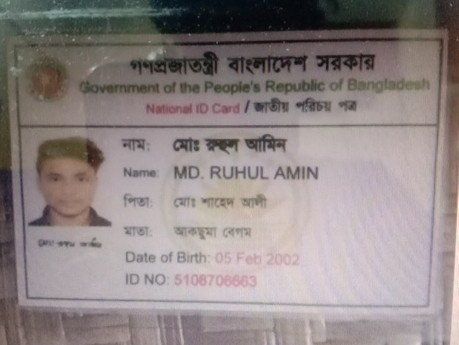 গণপ্রজাতন্ত্রী বাংলাদেশ সরকার
Government of the People's Republic of Bangladesh
National ID Card / জাতীয় পরিচয় পত্র
নাম: মোঃ রুহুল আমিন
Name: MD. RUHUL AMIN
পিতা: মোঃ শাহেদ আলী
মাতা: আকছুমা বেগম
Date of Birth: 05 Feb 2002
ID NO: 5108706663